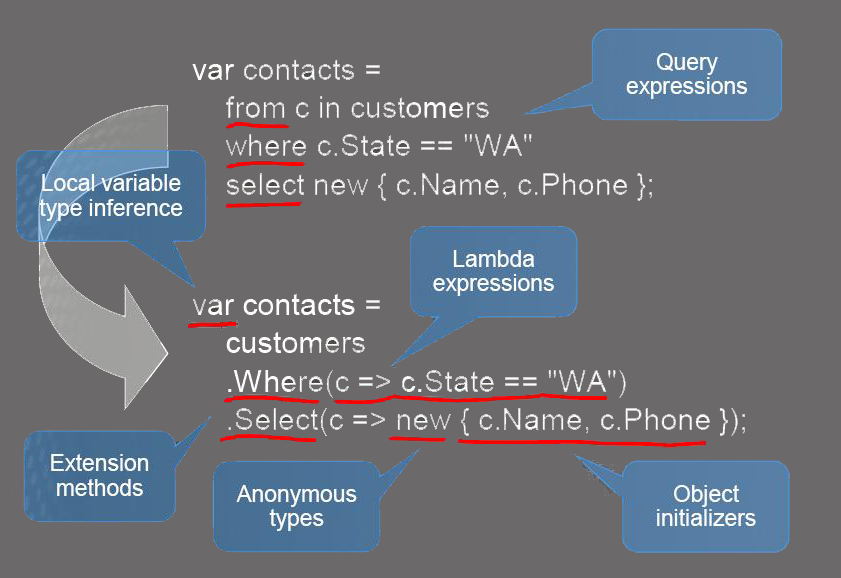 var contacts =
from c in customers
where c.State == "WA"
select new { c.Name, c.Phone };
Query
expressions
Local variable
type inference
Lambda
expressions
var contacts =
customers
.Where(c => c.State == "WA")
.Select(c => new { c.Name, c.Phone });
Extension
methods
Anonymous
types
Object
initializers